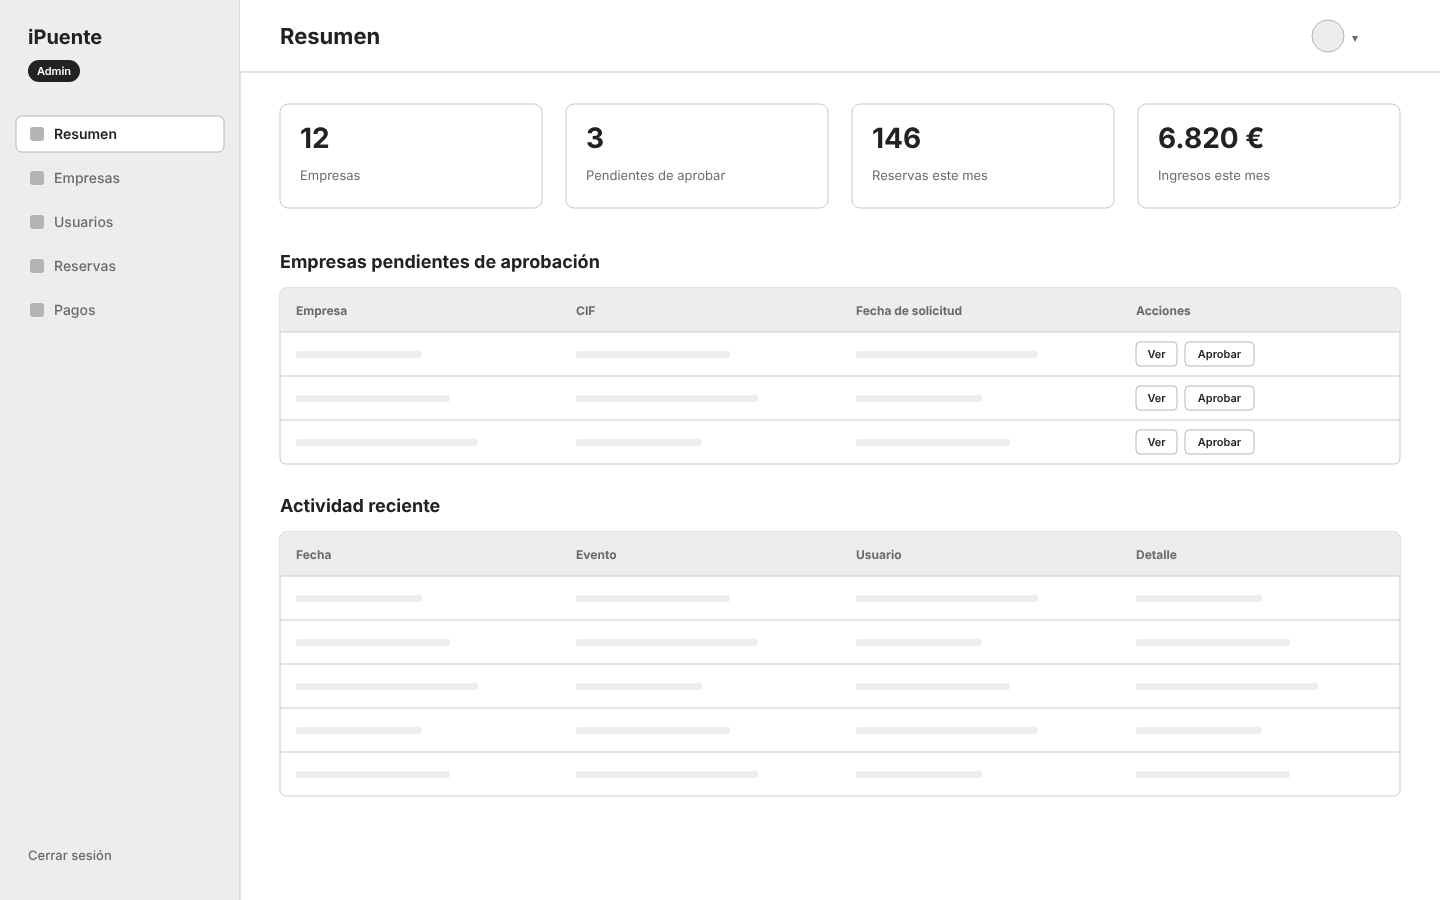 iPuente
Admin
Resumen
Empresas
Usuarios
Reservas
Pagos
Cerrar sesión
Resumen
▾
12
Empresas
3
Pendientes de aprobar
146
Reservas este mes
6.820 €
Ingresos este mes
Empresas pendientes de aprobación
Empresa CIF Fecha de solicitud Acciones
Ver Aprobar
Ver Aprobar
Ver Aprobar
Actividad reciente
Fecha Evento Usuario Detalle